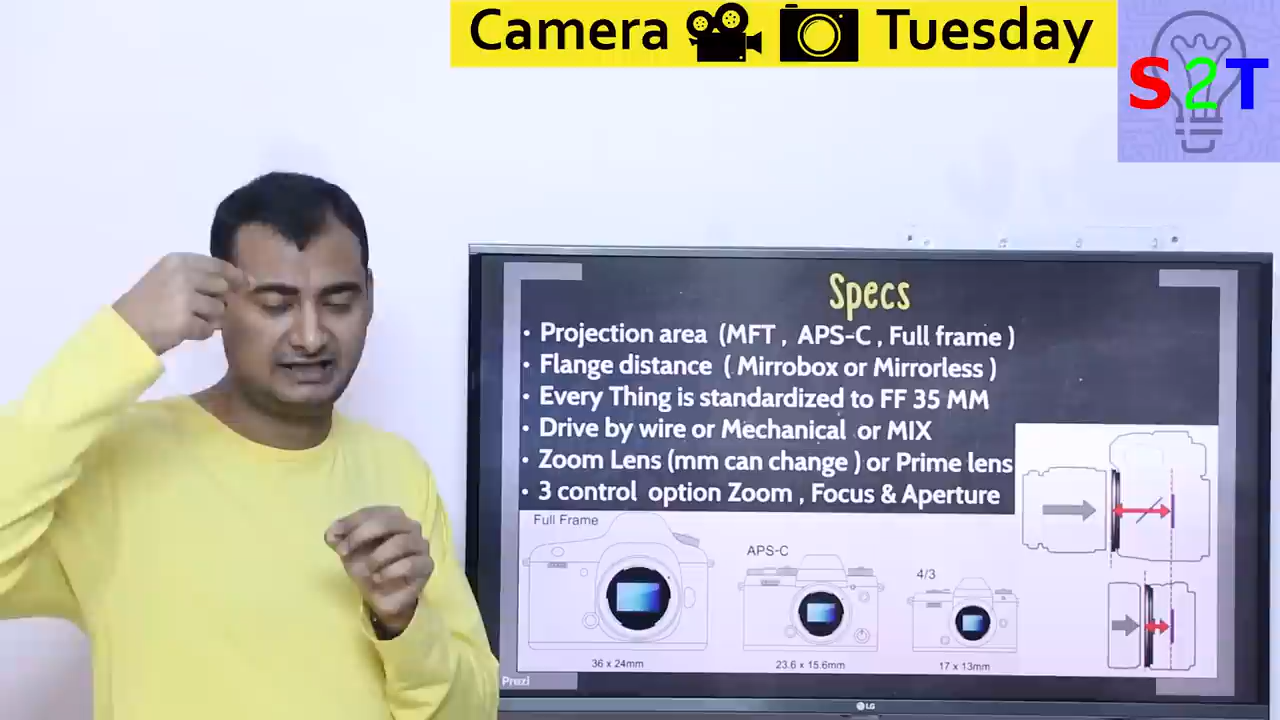 Camera Tuesday
S2T
Specs
• Projection area (MFT , APS-C , Full frame )
• Flange distance ( Mirrobox or Mirrorless )
• Every Thing is standardized to FF 35 MM
• Drive by wire or Mechanical or MIX
• Zoom Lens (mm can change ) or Prime lens
• 3 control option Zoom , Focus & Aperture
Full Frame
APS-C
4/3
36 x 24mm
23.6 x 15.6mm
17 x 13mm
Prezi
LG